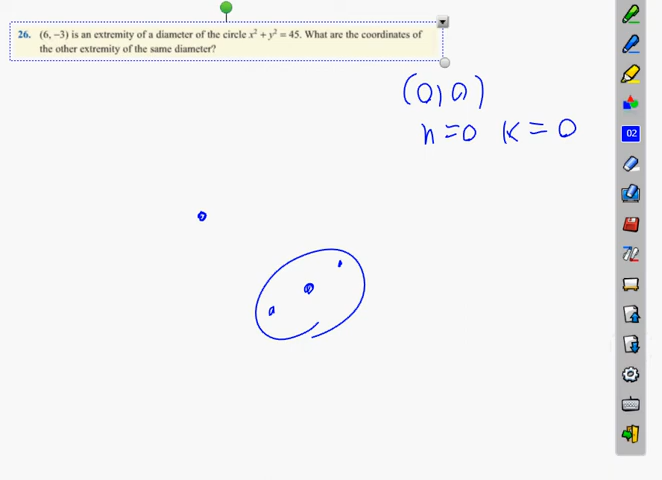 26. (6, −3) is an extremity of a diameter of the circle x² + y² = 45. What are the coordinates of
the other extremity of the same diameter?
(0,0)
h=0 K=0
02